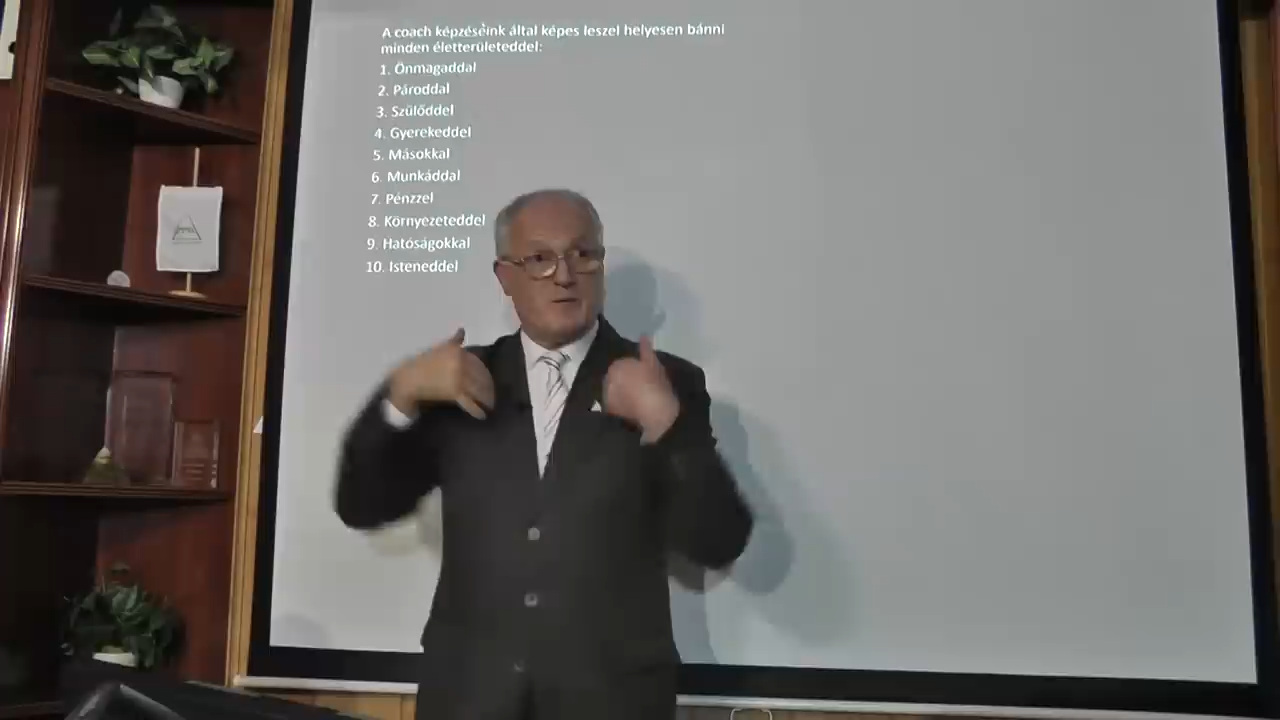 A coach képzéseink által képes leszel helyesen bánni
minden életterületeddel:
1. Önmagaddal
2. Pároddal
3. Szülőddel
4. Gyerekeddel
5. Másokkal
6. Munkáddal
7. Pénzzel
8. Környezeteddel
9. Hatóságokkal
10. Isteneddel